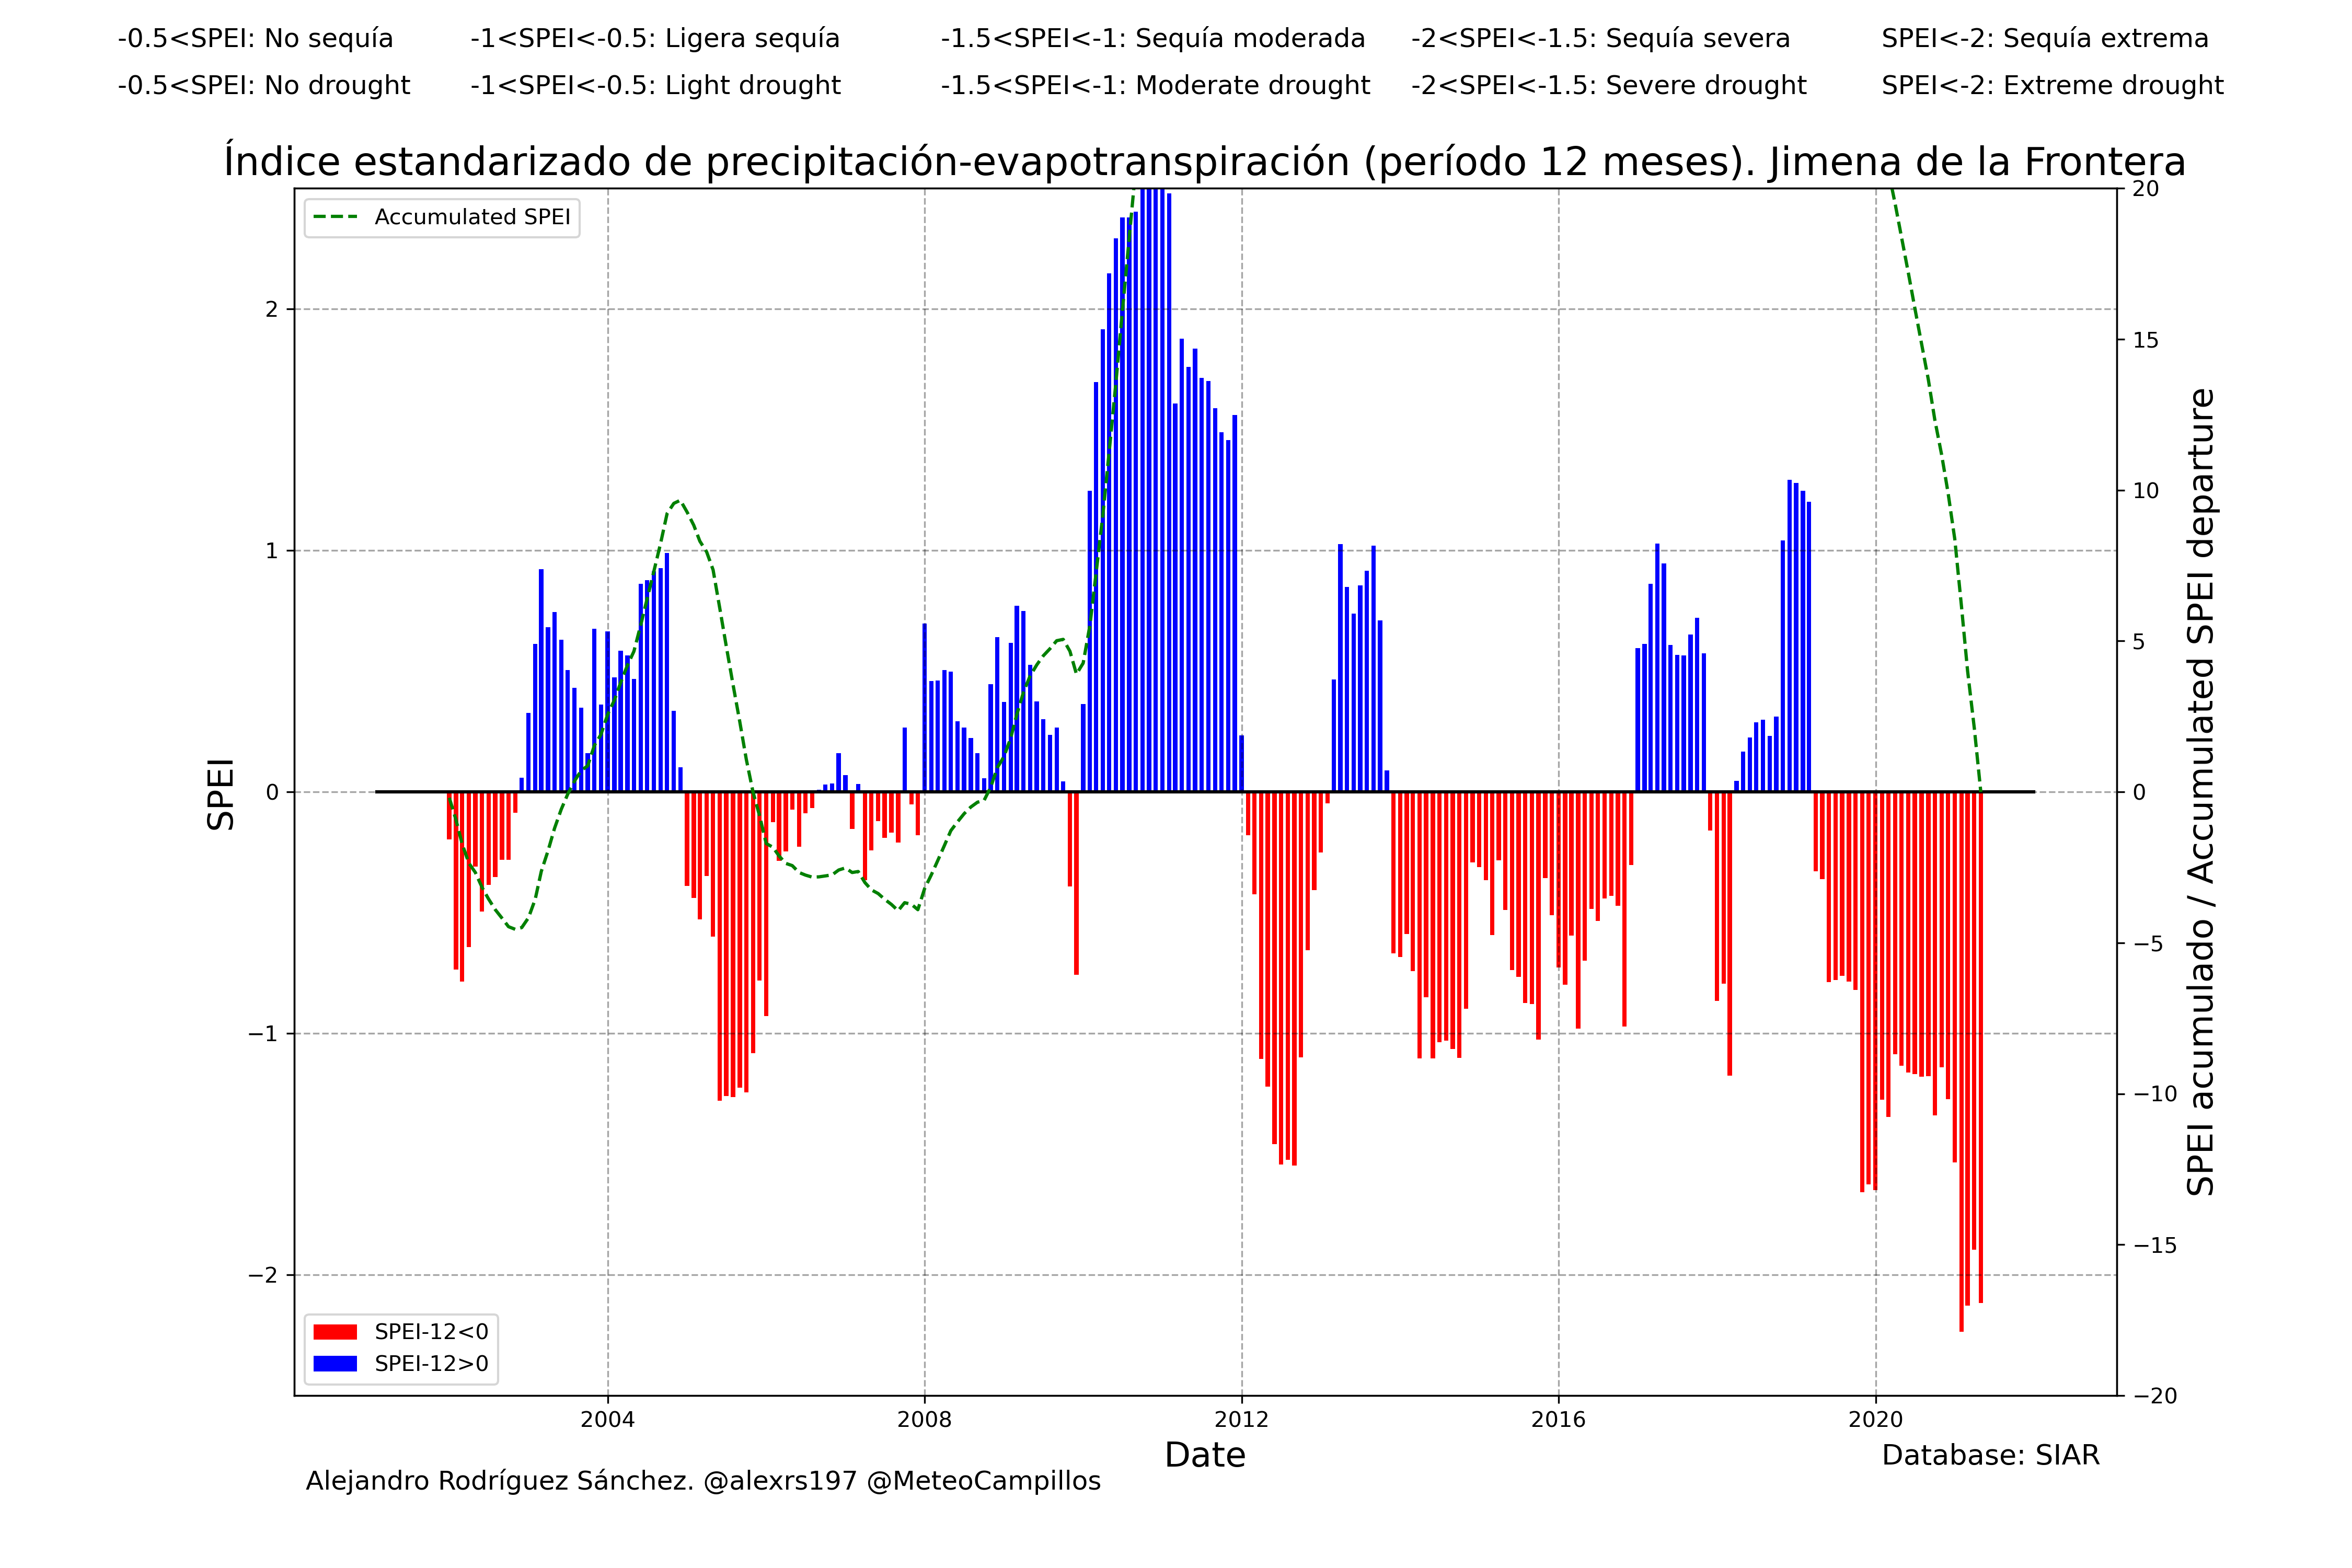 -0.5<SPEI: No sequía -1<SPEI<-0.5: Ligera sequía -1.5<SPEI<-1: Sequía moderada -2<SPEI<-1.5: Sequía severa SPEI<-2: Sequía extrema
-0.5<SPEI: No drought -1<SPEI<-0.5: Light drought -1.5<SPEI<-1: Moderate drought -2<SPEI<-1.5: Severe drought SPEI<-2: Extreme drought
Índice estandarizado de precipitación-evapotranspiración (período 12 meses). Jimena de la Frontera
Accumulated SPEI
2
1
0
−1
−2
SPEI
20
15
10
5
0
−5
−10
−15
−20
SPEI acumulado / Accumulated SPEI departure
SPEI-12<0
SPEI-12>0
2004 2008 2012 2016 2020
Date
Database: SIAR
Alejandro Rodríguez Sánchez. @alexrs197 @MeteoCampillos